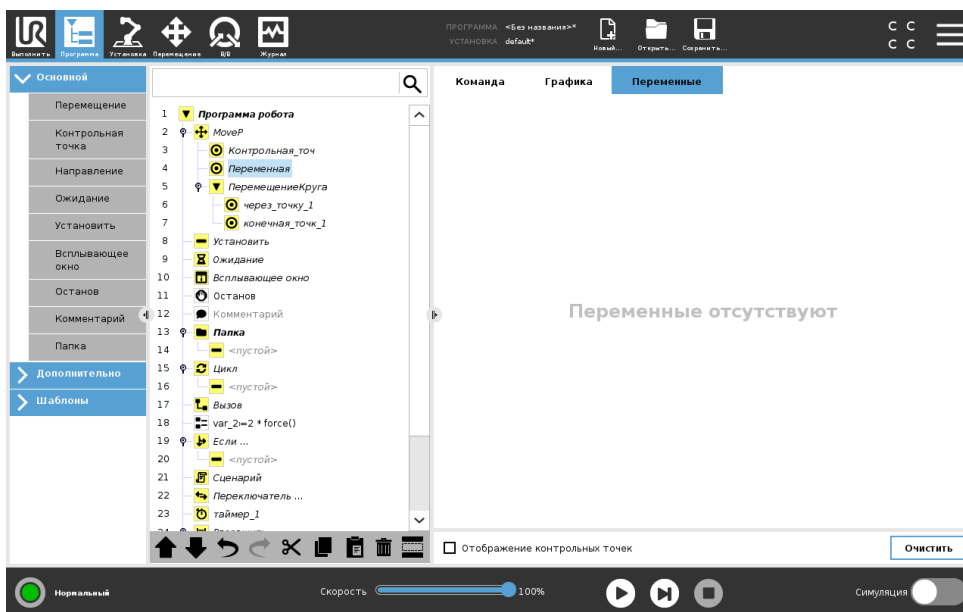 UR
ПРОГРАММА <Без названия>*
УСТАНОВКА default*
Выполнить Программа Установка Перемещение В/В Журнал
Новый... Открыть... Сохранить...
C C
C C
Основной
Перемещение
Контрольная
точка
Направление
Ожидание
Установить
Всплывающее
окно
Останов
Комментарий
Папка
Дополнительно
Шаблоны
1 Программа робота
2 MoveP
3 Контрольная_точ
4 Переменная
5 ПеремещениеКруга
6 через_точку_1
7 конечная_точк_1
8 Установить
9 Ожидание
10 Всплывающее окно
11 Останов
12 Комментарий
13 Папка
14 <пустой>
15 Цикл
16 <пустой>
17 Вызов
18 var_2:=2 * force()
19 Если ...
20 <пустой>
21 Сценарий
22 Переключатель ...
23 таймер_1
Команда Графика Переменные
Переменные отсутствуют
Отображение контрольных точек
Очистить
Нормальный
Скорость 100%
Симуляция